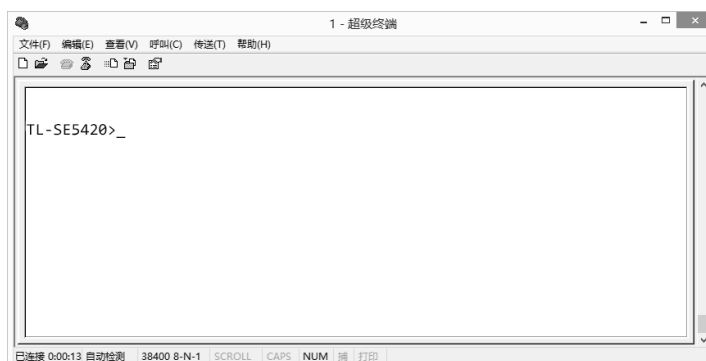 1 - 超级终端
文件(F) 编辑(E) 查看(V) 呼叫(C) 传送(T) 帮助(H)
TL-SE5420>_
已连接 0:00:13 自动检测 38400 8-N-1 SCROLL CAPS NUM 捕 打印